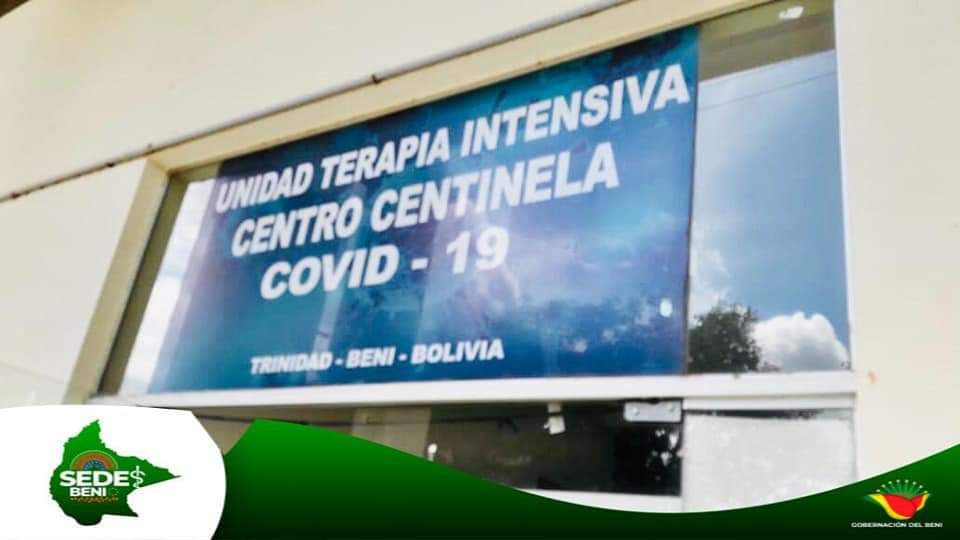 UNIDAD TERAPIA INTENSIVA
CENTRO CENTINELA
COVID - 19
TRINIDAD - BENI - BOLIVIA
SEDES
BENI
GOBERNACIÓN DEL BENI